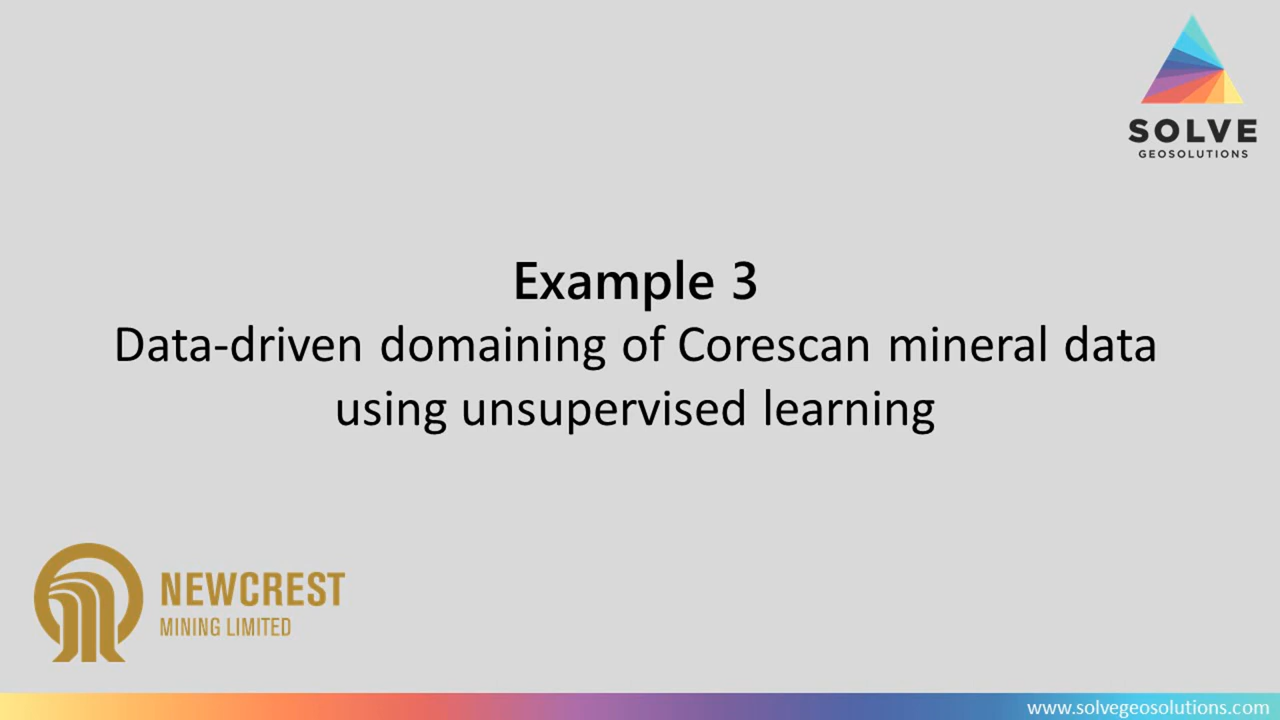 SOLVE
GEOSOLUTIONS
Example 3
Data-driven domaining of Corescan mineral data
using unsupervised learning
NEWCREST
MINING LIMITED
www.solvegeosolutions.com